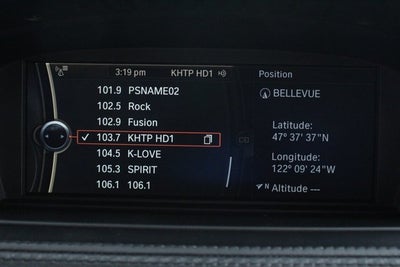 3:19 pm KHTP HD1
101.9 PSNAME02
102.5 Rock
102.9 Fusion
103.7 KHTP HD1
104.5 K-LOVE
105.3 SPIRIT
106.1 106.1
Position
BELLEVUE
Latitude:
47° 37' 37" N
Longitude:
122° 09' 24" W
N Altitude ---